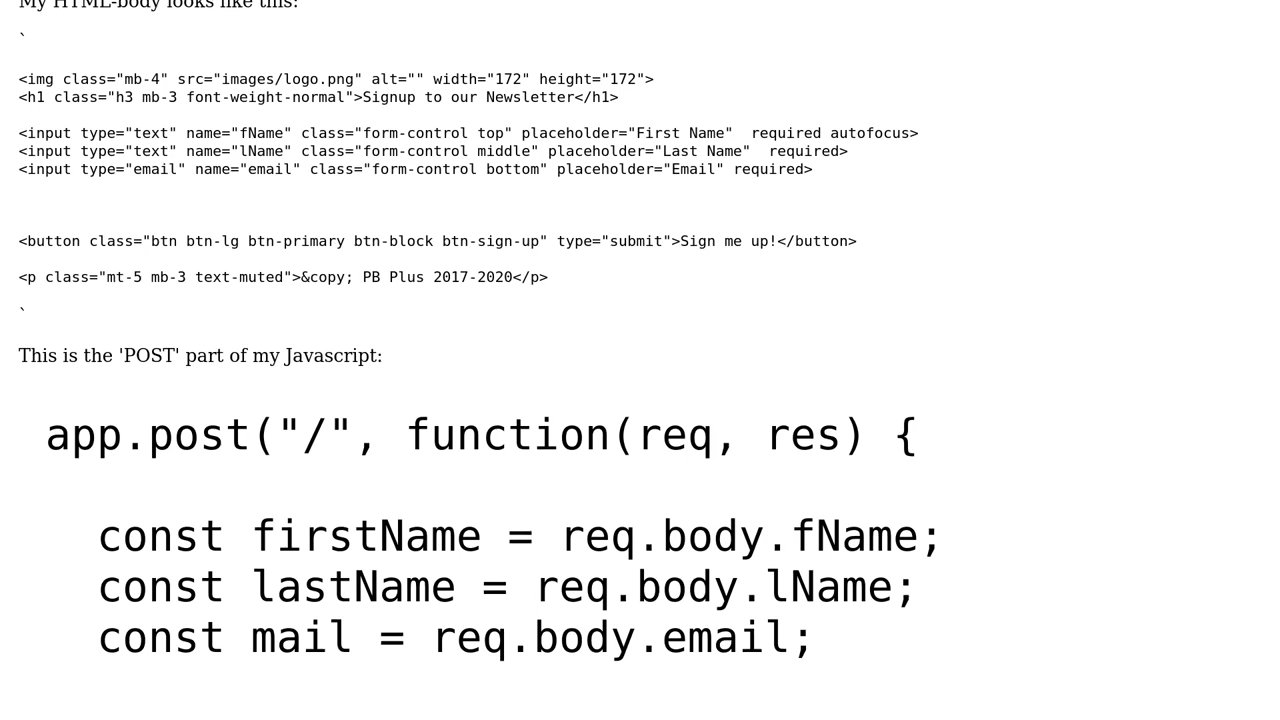 My HTML-body looks like this:
`
<img class="mb-4" src="images/logo.png" alt="" width="172" height="172">
<h1 class="h3 mb-3 font-weight-normal">Signup to our Newsletter</h1>
<input type="text" name="fName" class="form-control top" placeholder="First Name"  required autofocus>
<input type="text" name="lName" class="form-control middle" placeholder="Last Name"  required>
<input type="email" name="email" class="form-control bottom" placeholder="Email" required>
<button class="btn btn-lg btn-primary btn-block btn-sign-up" type="submit">Sign me up!</button>
<p class="mt-5 mb-3 text-muted">&copy; PB Plus 2017-2020</p>
`
This is the 'POST' part of my Javascript:
app.post("/", function(req, res) {
const firstName = req.body.fName;
const lastName = req.body.lName;
const mail = req.body.email;